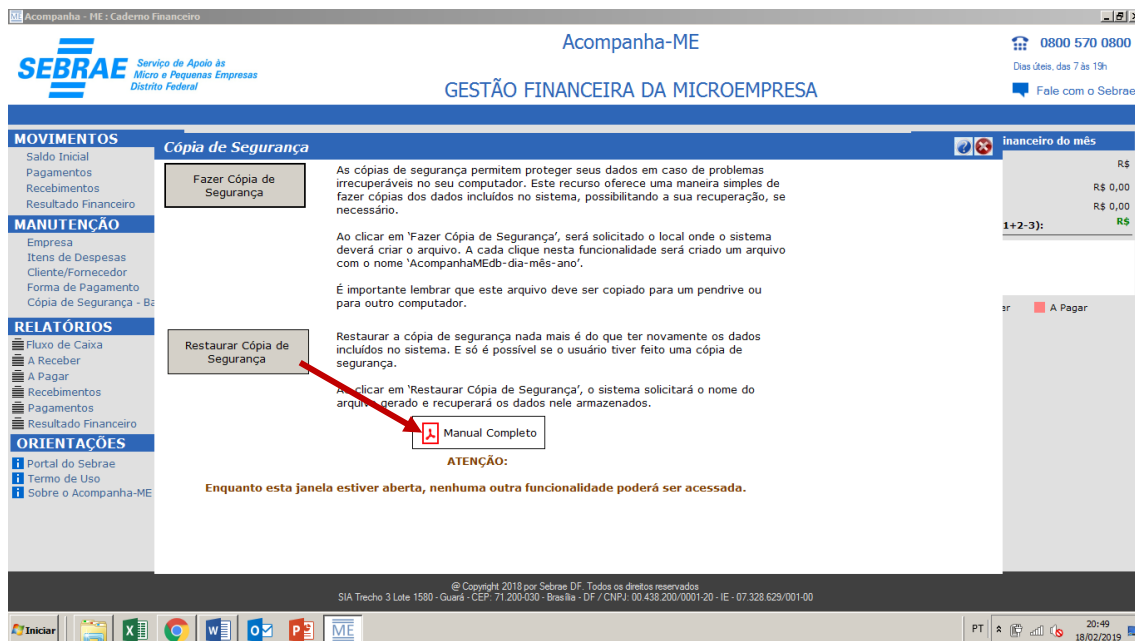 Acompanha - ME : Caderno Financeiro
SEBRAE
Serviço de Apoio às
Micro e Pequenas Empresas
Distrito Federal
Acompanha-ME
GESTÃO FINANCEIRA DA MICROEMPRESA
0800 570 0800
Dias úteis, das 7 às 19h
Fale com o Sebrae
MOVIMENTOS
Saldo Inicial
Pagamentos
Recebimentos
Resultado Financeiro
MANUTENÇÃO
Empresa
Itens de Despesas
Cliente/Fornecedor
Forma de Pagamento
Cópia de Segurança - Ba
RELATÓRIOS
Fluxo de Caixa
A Receber
A Pagar
Recebimentos
Pagamentos
Resultado Financeiro
ORIENTAÇÕES
Portal do Sebrae
Termo de Uso
Sobre o Acompanha-ME
Cópia de Segurança
Fazer Cópia de
Segurança
As cópias de segurança permitem proteger seus dados em caso de problemas
irrecuperáveis no seu computador. Este recurso oferece uma maneira simples de
fazer cópias dos dados incluídos no sistema, possibilitando a sua recuperação, se
necessário.
Ao clicar em 'Fazer Cópia de Segurança', será solicitado o local onde o sistema
deverá criar o arquivo. A cada clique nesta funcionalidade será criado um arquivo
com o nome 'AcompanhaMEdb-dia-mês-ano'.
É importante lembrar que este arquivo deve ser copiado para um pendrive ou
para outro computador.
Restaurar Cópia de
Segurança
Restaurar a cópia de segurança nada mais é do que ter novamente os dados
incluídos no sistema. E só é possível se o usuário tiver feito uma cópia de
segurança.
Ao clicar em 'Restaurar Cópia de Segurança', o sistema solicitará o nome do
arquivo gerado e recuperará os dados nele armazenados.
Manual Completo
ATENÇÃO:
Enquanto esta janela estiver aberta, nenhuma outra funcionalidade poderá ser acessada.
inanceiro do mês
R$
R$ 0,00
R$ 0,00
1+2-3):
R$
er
A Pagar
@ Copyright 2018 por Sebrae DF. Todos os direitos reservados
SIA Trecho 3 Lote 1580 - Guará - CEP: 71.200-030 - Brasília - DF / CNPJ: 00.438.200/0001-20 - IE - 07.328.629/001-00
Iniciar
ME
PT
20:49
18/02/2019